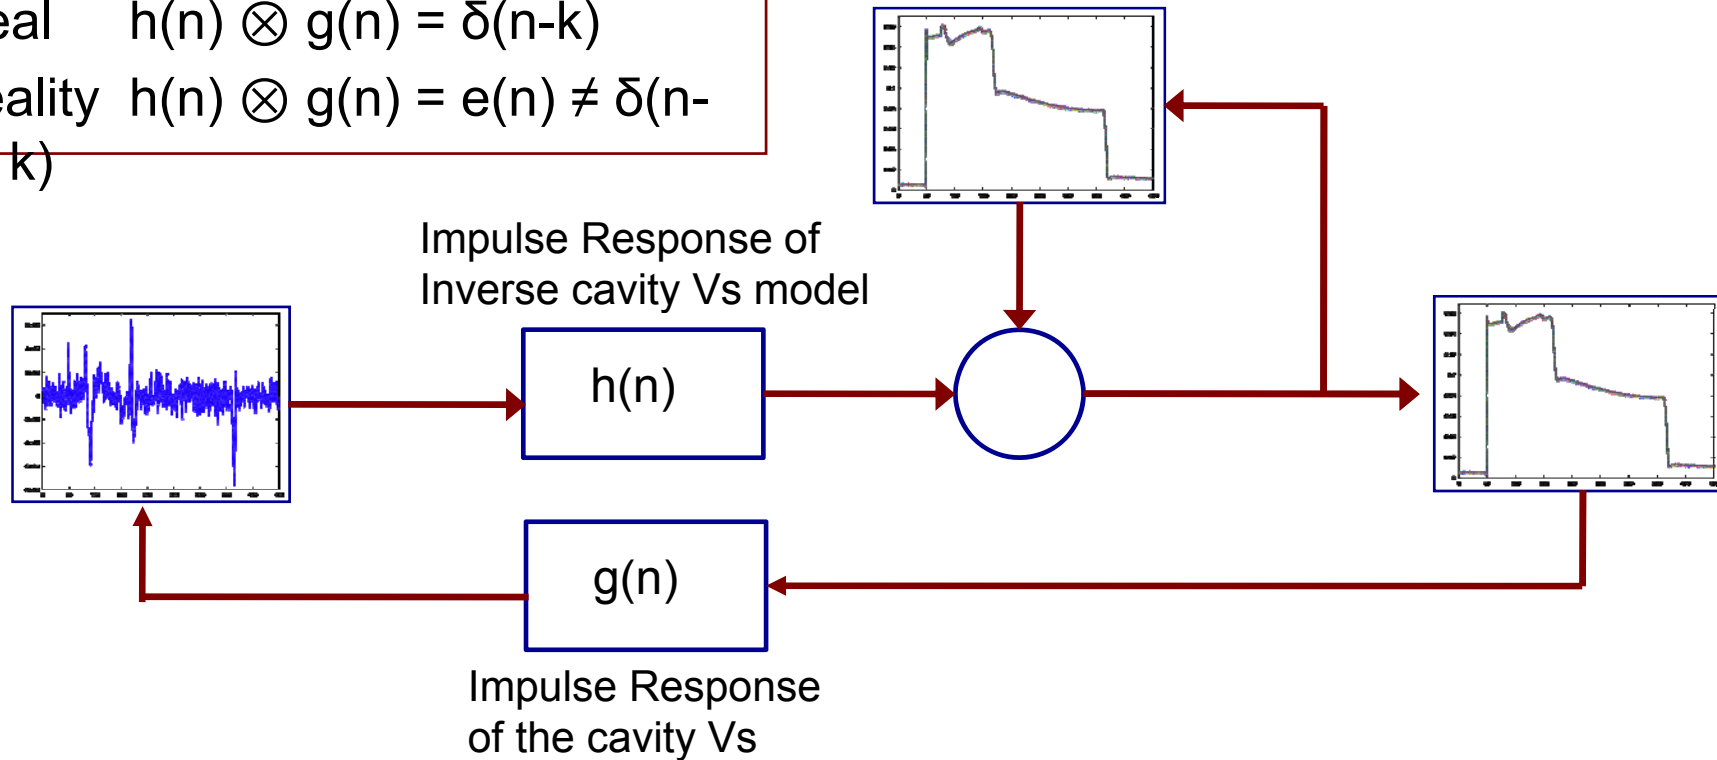 eal h(n) ⊗ g(n) = δ(n-k)
eality h(n) ⊗ g(n) = e(n) ≠ δ(n-
k)
Impulse Response of
Inverse cavity Vs model
h(n)
g(n)
Impulse Response
of the cavity Vs